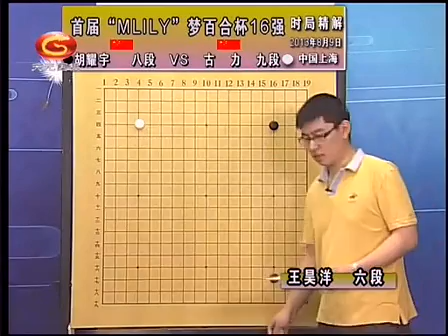 首届“MLILY”梦百合杯16强
时局精解
2013年8月9日
胡耀宇 八段 VS 古 力 九段
中国上海
1 2 3 4 5 6 7 8 9 10 11 12 13 14 15 16 17 18 19
王昊洋 六段